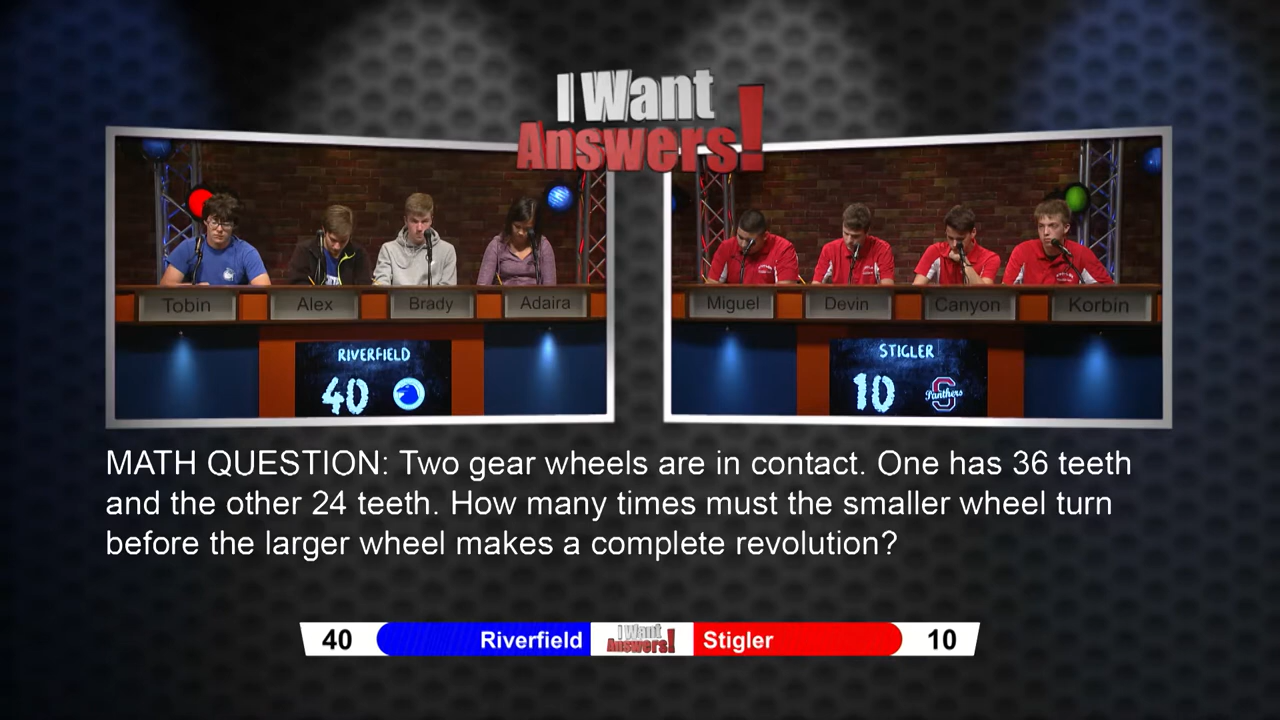 I Want
Answers!
Tobin
Alex
Brady
Adaira
Miguel
Devin
Canyon
Korbin
RIVERFIELD
40
STIGLER
10
S
Panthers
MATH QUESTION: Two gear wheels are in contact. One has 36 teeth
and the other 24 teeth. How many times must the smaller wheel turn
before the larger wheel makes a complete revolution?
40 Riverfield I Want Answers! Stigler 10